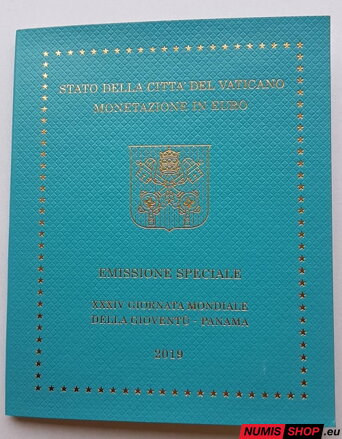 STATO DELLA CITTA' DEL VATICANO
MONETAZIONE IN EURO
EMISSIONE SPECIALE
XXXIV GIORNATA MONDIALE
DELLA GIOVENTÙ - PANAMA
2019
NUMIS SHOP.eu